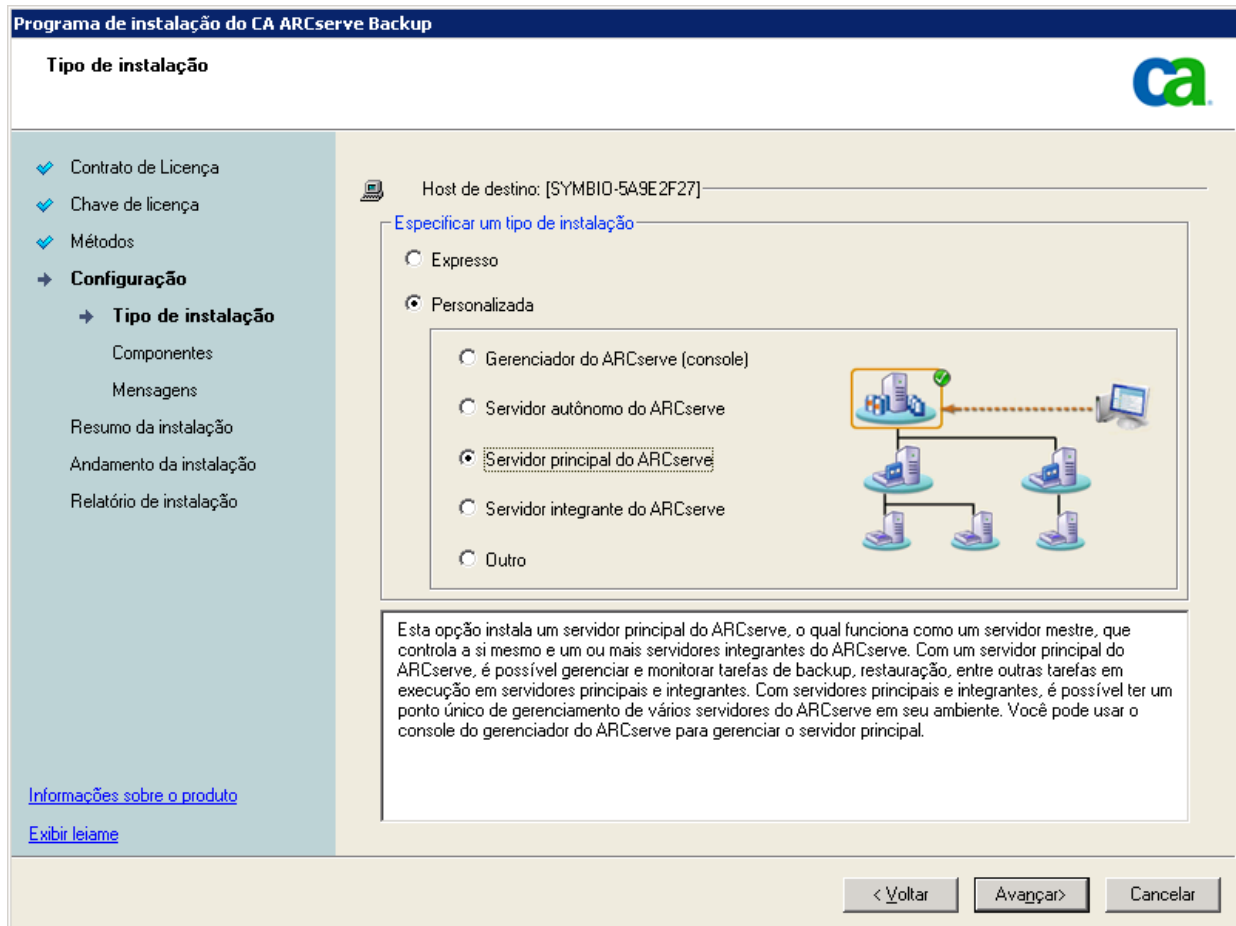 Programa de instalação do CA ARCserve Backup
Tipo de instalação
ca
Contrato de Licença
Chave de licença
Métodos
Configuração
Tipo de instalação
Componentes
Mensagens
Resumo da instalação
Andamento da instalação
Relatório de instalação
Informações sobre o produto
Exibir leiame
Host de destino: [SYMBIO-5A9E2F27]
Especificar um tipo de instalação
Expresso
Personalizada
Gerenciador do ARCserve (console)
Servidor autônomo do ARCserve
Servidor principal do ARCserve
Servidor integrante do ARCserve
Outro
Esta opção instala um servidor principal do ARCserve, o qual funciona como um servidor mestre, que
controla a si mesmo e um ou mais servidores integrantes do ARCserve. Com um servidor principal do
ARCserve, é possível gerenciar e monitorar tarefas de backup, restauração, entre outras tarefas em
execução em servidores principais e integrantes. Com servidores principais e integrantes, é possível ter um
ponto único de gerenciamento de vários servidores do ARCserve em seu ambiente. Você pode usar o
console do gerenciador do ARCserve para gerenciar o servidor principal.
< Voltar
Avançar>
Cancelar